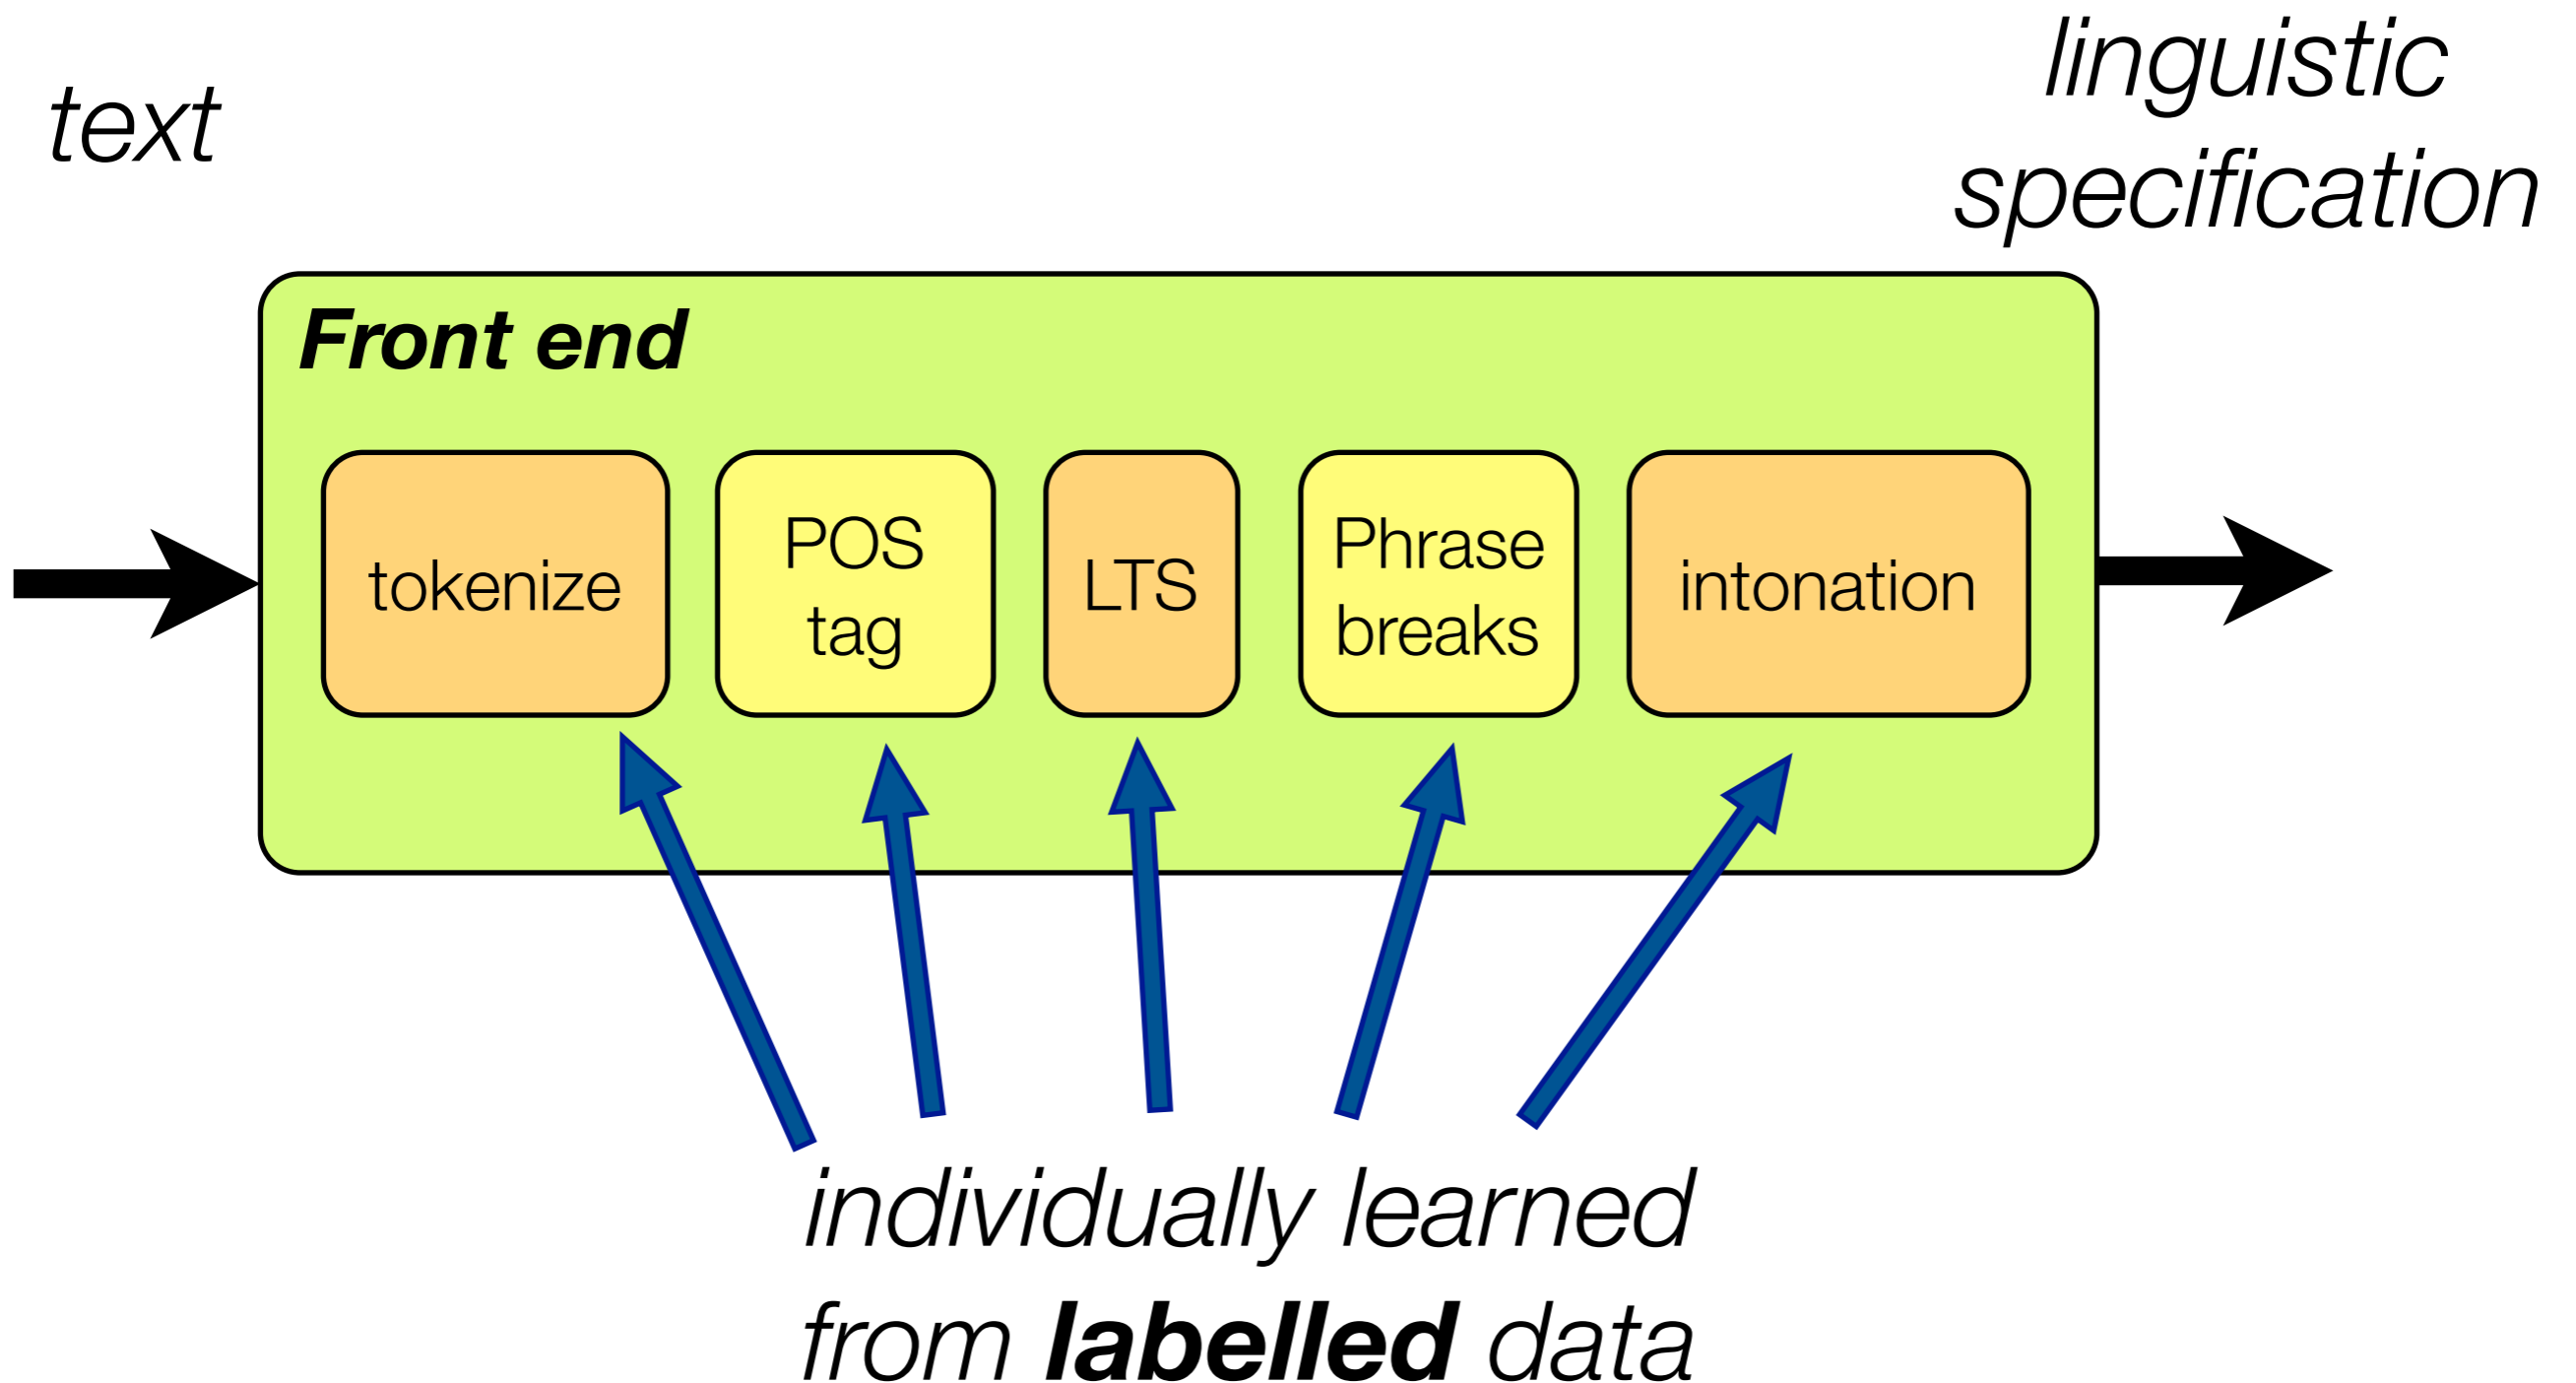 text
linguistic
specification
Front end
tokenize
POS
tag
LTS
Phrase
breaks
intonation
individually learned
from labelled data